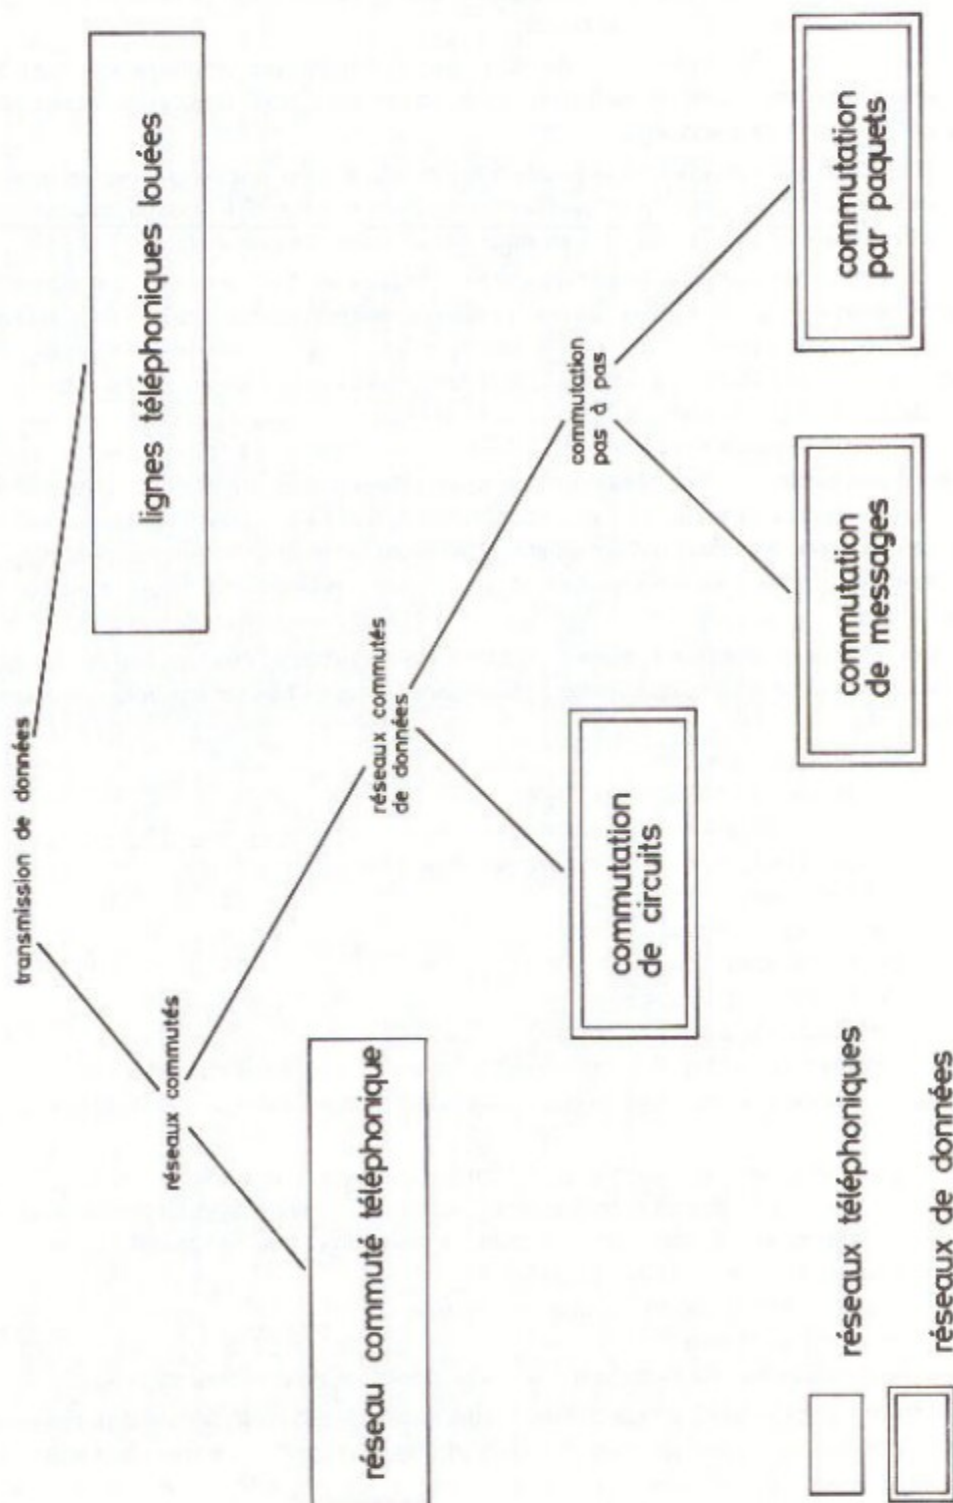 transmission de données
lignes téléphoniques louées
réseaux commutés
réseau commuté téléphonique
réseaux commutés
de données
commutation
de circuits
commutation
pas à pas
commutation
de messages
commutation
par paquets
réseaux téléphoniques
réseaux de données